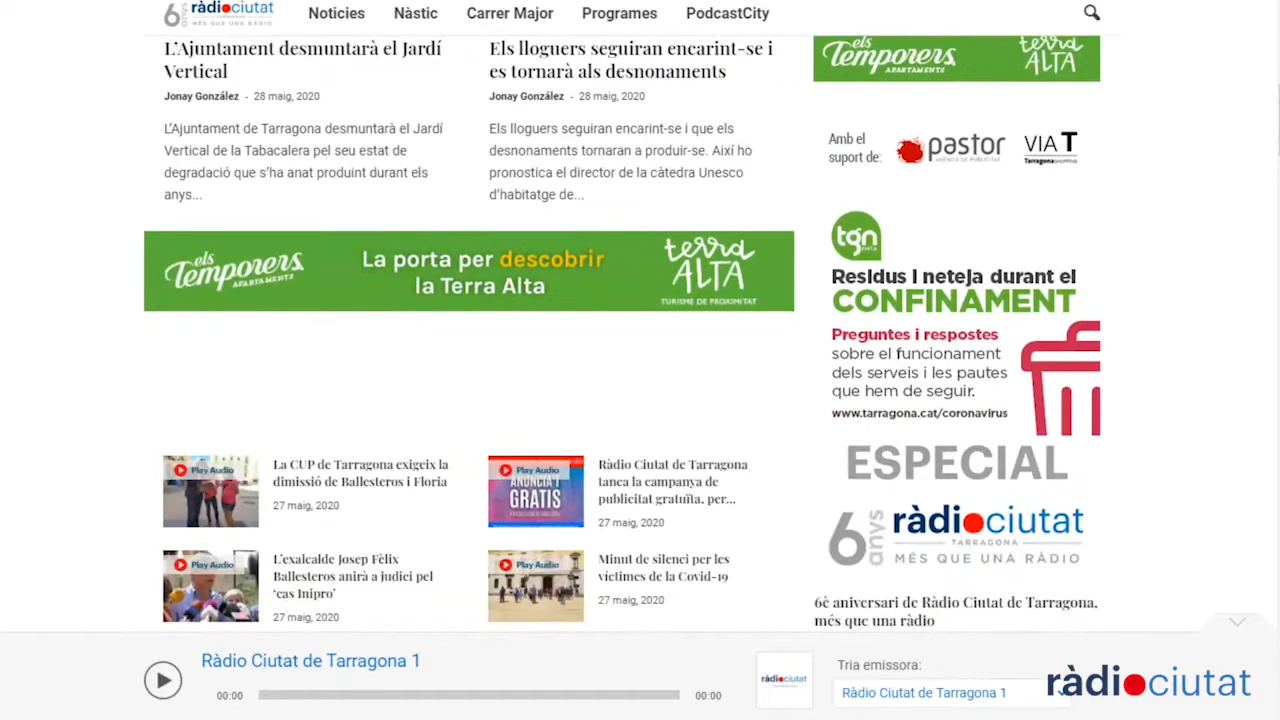 6 anys
ràdiociutat
MÉS QUE UNA RÀDIO
Noticies
Nàstic
Carrer Major
Programes
PodcastCity
L'Ajuntament desmuntarà el Jardí
Vertical
Jonay González - 28 maig, 2020
L'Ajuntament de Tarragona desmuntarà el Jardí
Vertical de la Tabacalera pel seu estat de
degradació que s'ha anat produint durant els
anys...
Els lloguers seguiran encarint-se i
es tornarà als desnonaments
Jonay González - 28 maig, 2020
Els lloguers seguiran encarint-se i que els
desnonaments tornaran a produir-se. Així ho
pronostica el director de la càtedra Unesco
d'habitatge de...
els
Temporers
APARTAMENTS
terra
ALTA
Amb el
suport de:
pastor
AGÈNCIA DE PUBLICITAT
VIA T
Tarragona SHOPPING
els
Temporers
APARTAMENTS
La porta per descobrir
la Terra Alta
terra
ALTA
TURISME DE PROXIMITAT
tgn
Residus i neteja durant el
CONFINAMENT
Preguntes i respostes
sobre el funcionament
dels serveis i les pautes
que hem de seguir.
www.tarragona.cat/coronavirus
Play Audio
La CUP de Tarragona exigeix la
dimissió de Ballesteros i Floria
27 maig, 2020
Play Audio
ANUNCIA'T
GRATIS
Ràdio Ciutat de Tarragona
tanca la campanya de
publicitat gratuïta, per...
27 maig, 2020
Play Audio
L'exalcalde Josep Fèlix
Ballesteros anirà a judici pel
'cas Inipro'
27 maig, 2020
Play Audio
Minut de silenci per les
víctimes de la Covid-19
27 maig, 2020
ESPECIAL
6 anys
ràdiociutat
TARRAGONA
MÉS QUE UNA RÀDIO
6è aniversari de Ràdio Ciutat de Tarragona,
més que una ràdio
Ràdio Ciutat de Tarragona 1
00:00
00:00
ràdiociutat
Tria emissora:
Ràdio Ciutat de Tarragona 1
ràdiociutat